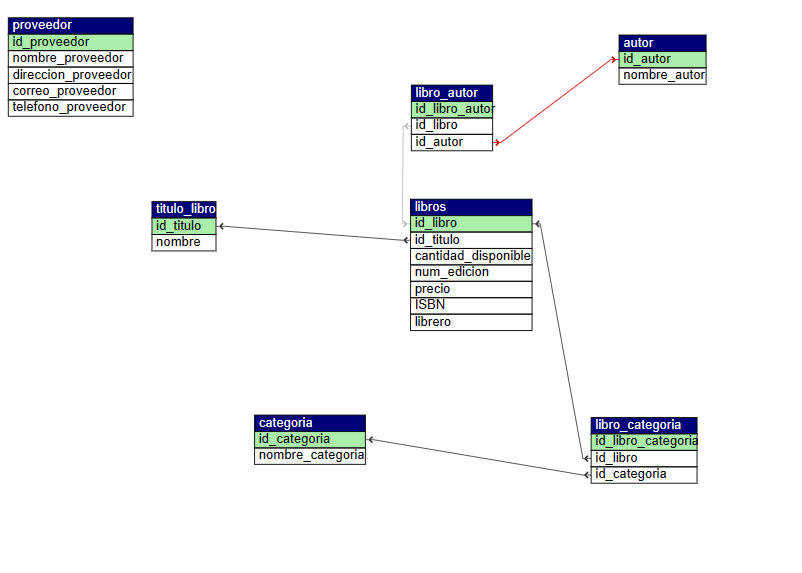 proveedor
id_proveedor
nombre_proveedor
direccion_proveedor
correo_proveedor
telefono_proveedor
autor
id_autor
nombre_autor
libro_autor
id_libro_autor
id_libro
id_autor
titulo_libro
id_titulo
nombre
libros
id_libro
id_titulo
cantidad_disponible
num_edicion
precio
ISBN
librero
categoria
id_categoria
nombre_categoria
libro_categoria
id_libro_categoria
id_libro
id_categoria